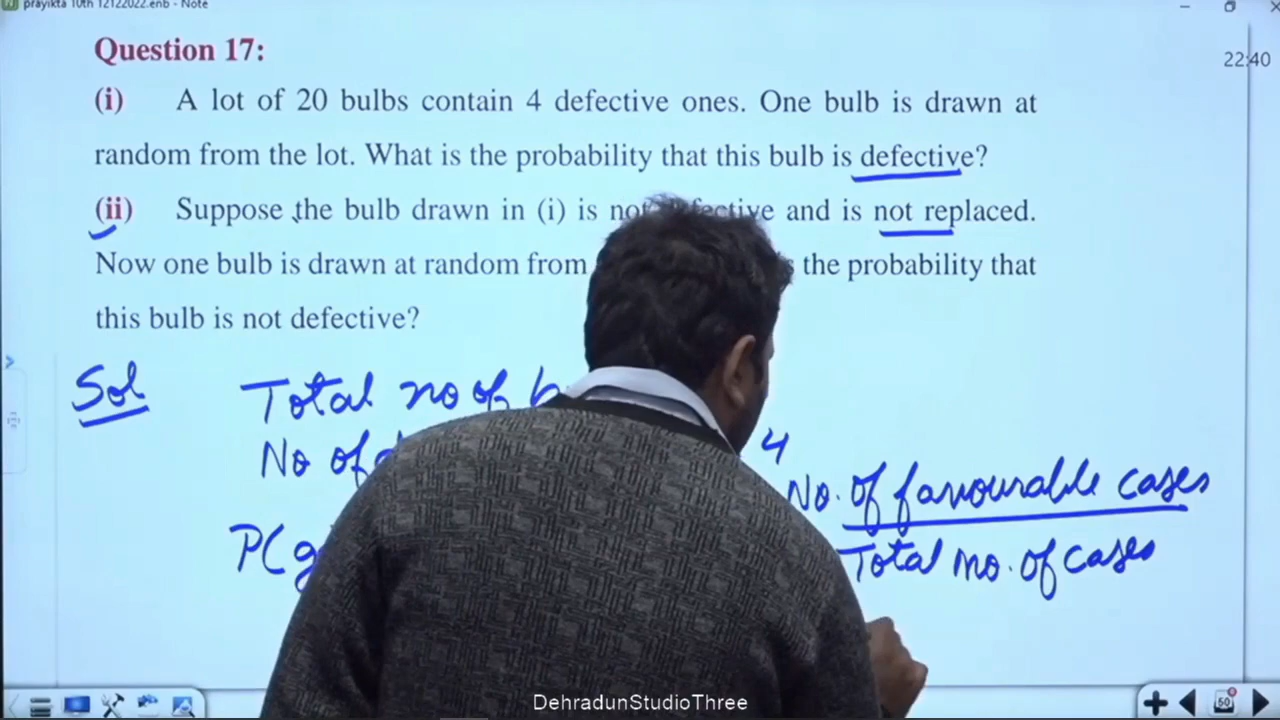 prayikta 10th 12122022.enb - Note
22:40
Question 17:
(i) A lot of 20 bulbs contain 4 defective ones. One bulb is drawn at
random from the lot. What is the probability that this bulb is defective?
(ii) Suppose the bulb drawn in (i) is not defective and is not replaced.
Now one bulb is drawn at random from the probability that
this bulb is not defective?
Sol Total no of b
No of 4
No. of favourable cases
P(g
Total no. of cases
DehradunStudioThree
50